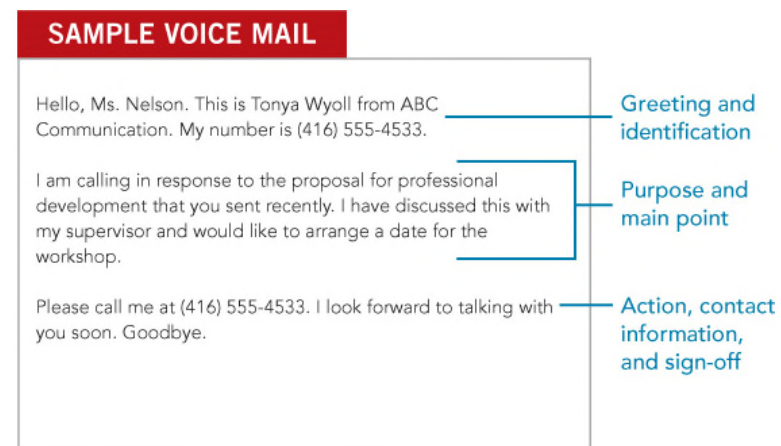 SAMPLE VOICE MAIL
Hello, Ms. Nelson. This is Tonya Wyoll from ABC
Communication. My number is (416) 555-4533.
Greeting and
identification
I am calling in response to the proposal for professional
development that you sent recently. I have discussed this with
my supervisor and would like to arrange a date for the
workshop.
Purpose and
main point
Please call me at (416) 555-4533. I look forward to talking with
you soon. Goodbye.
Action, contact
information,
and sign-off